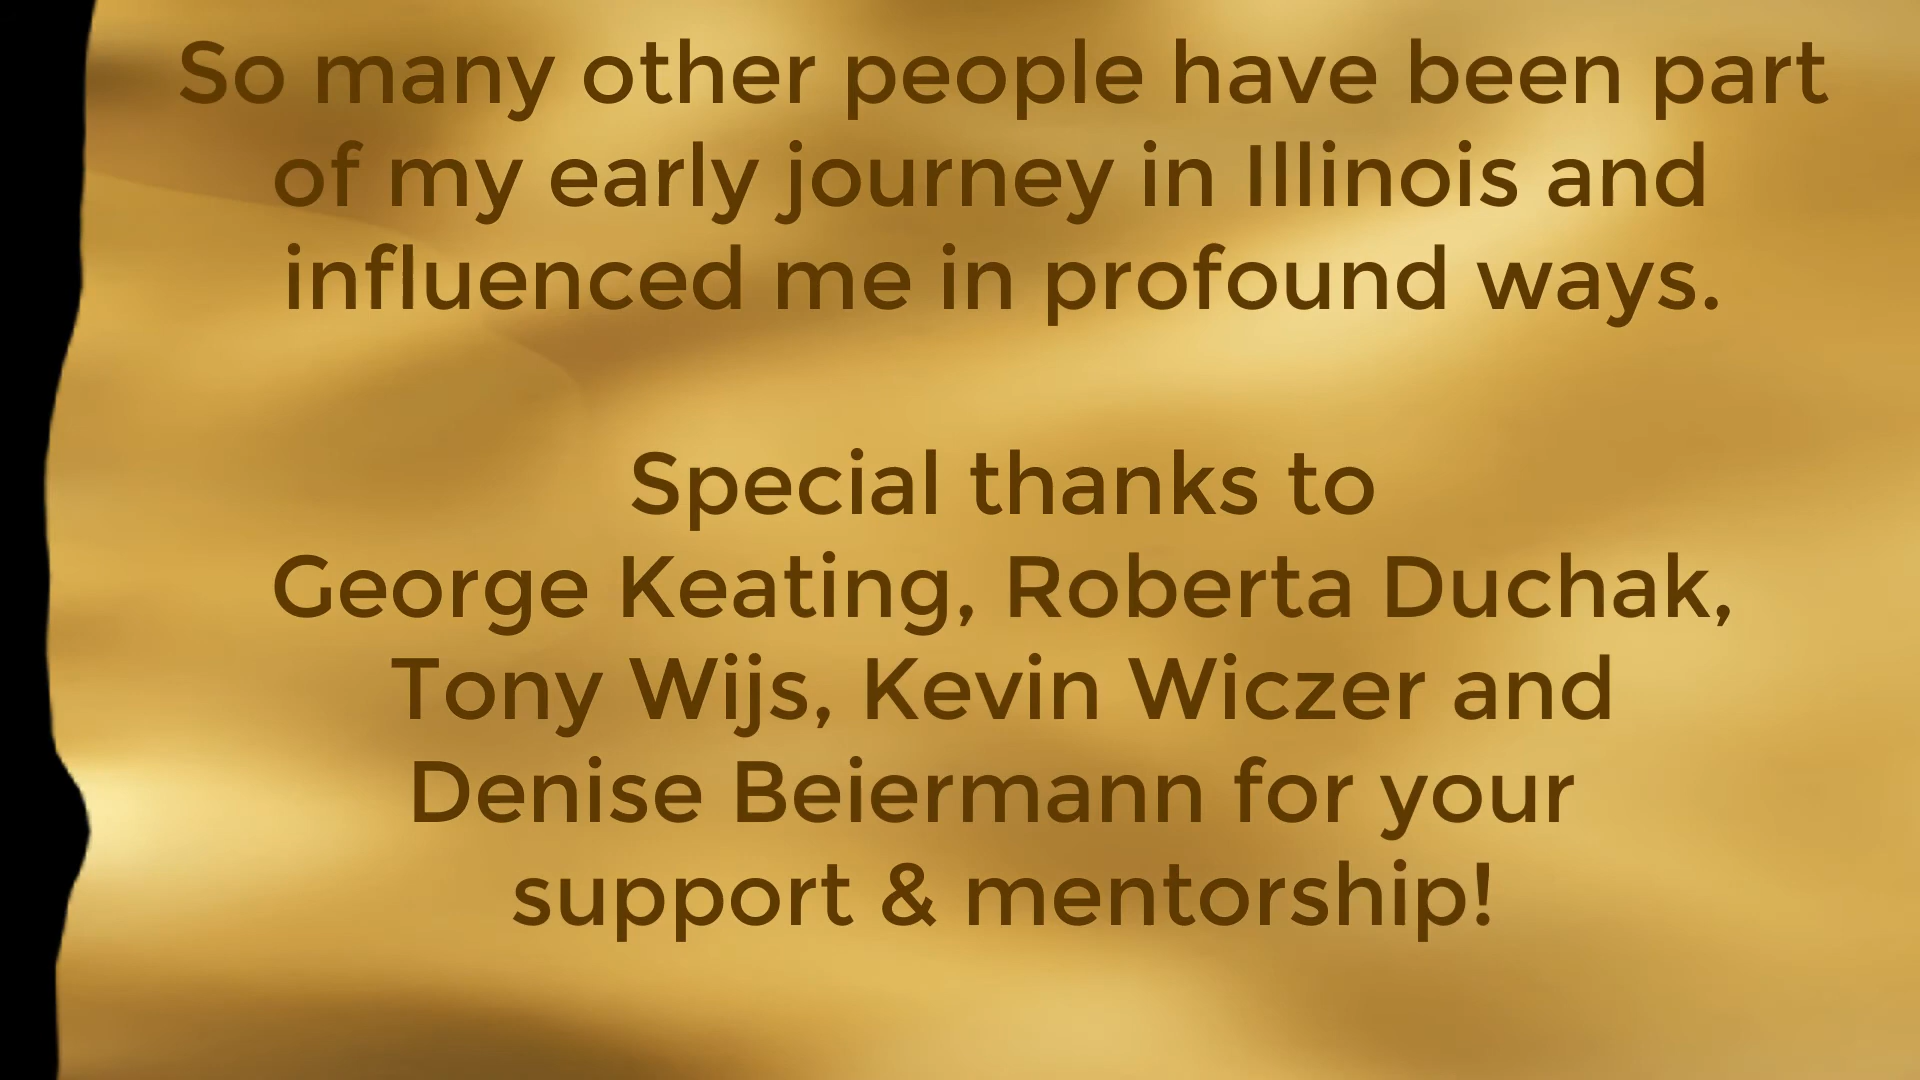 So many other people have been part
of my early journey in Illinois and
influenced me in profound ways.
Special thanks to
George Keating, Roberta Duchak,
Tony Wijs, Kevin Wiczer and
Denise Beiermann for your
support & mentorship!